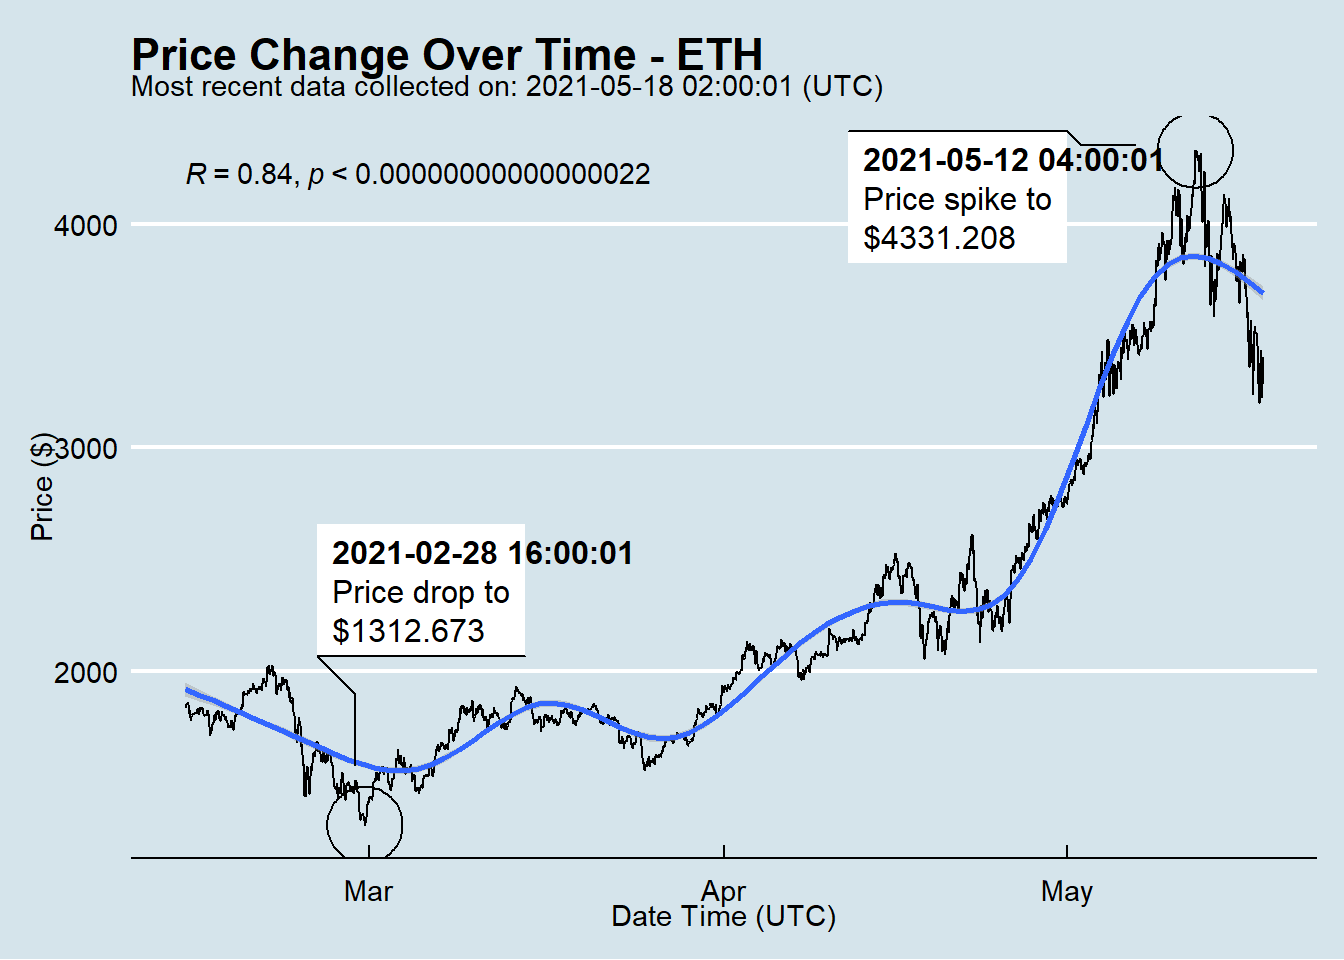 Price Change Over Time - ETH
Most recent data collected on: 2021-05-18 02:00:01 (UTC)
R = 0.84, p < 0.00000000000000022
2021-05-12 04:00:01
Price spike to
$4331.208
4000
3000
Price ($)
2021-02-28 16:00:01
Price drop to
$1312.673
2000
Mar
Apr
May
Date Time (UTC)